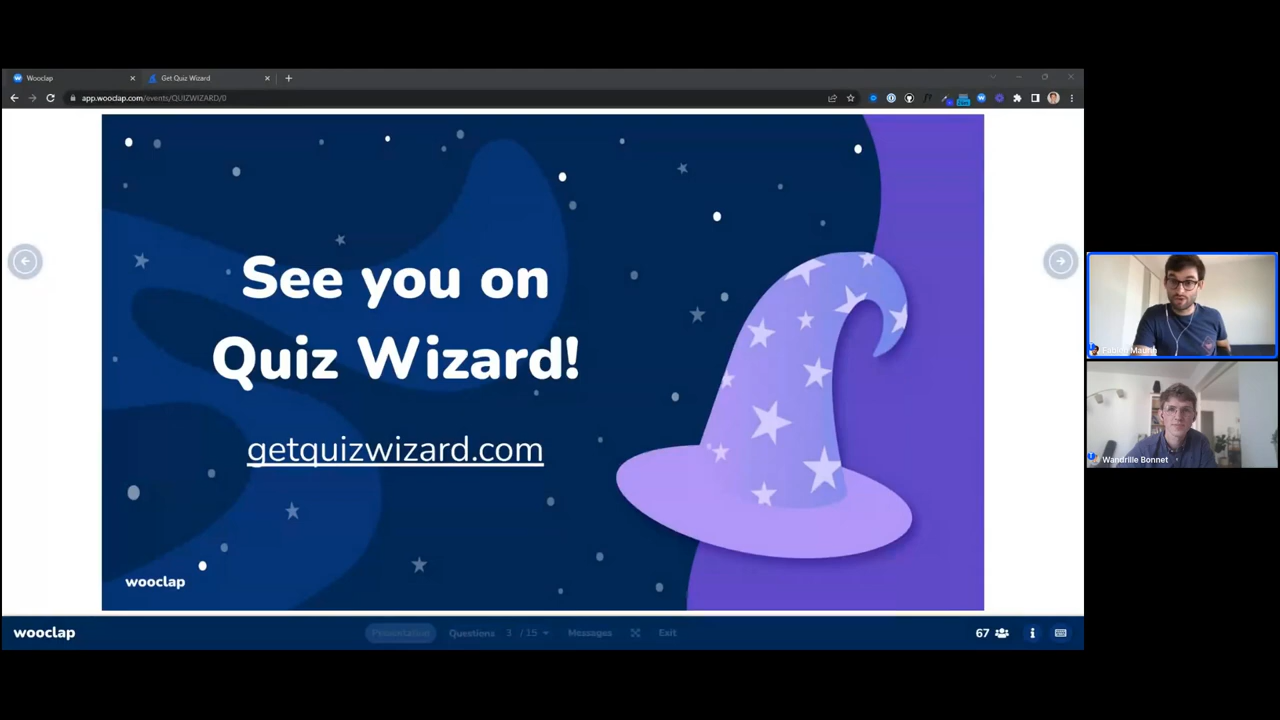 Wooclap
Get Quiz Wizard
app.wooclap.com/events/QUIZWIZARD/0
See you on
Quiz Wizard!
getquizwizard.com
wooclap
wooclap
Presentation
Questions 3 / 15
Messages
Exit
67
Wandrille Bonnet